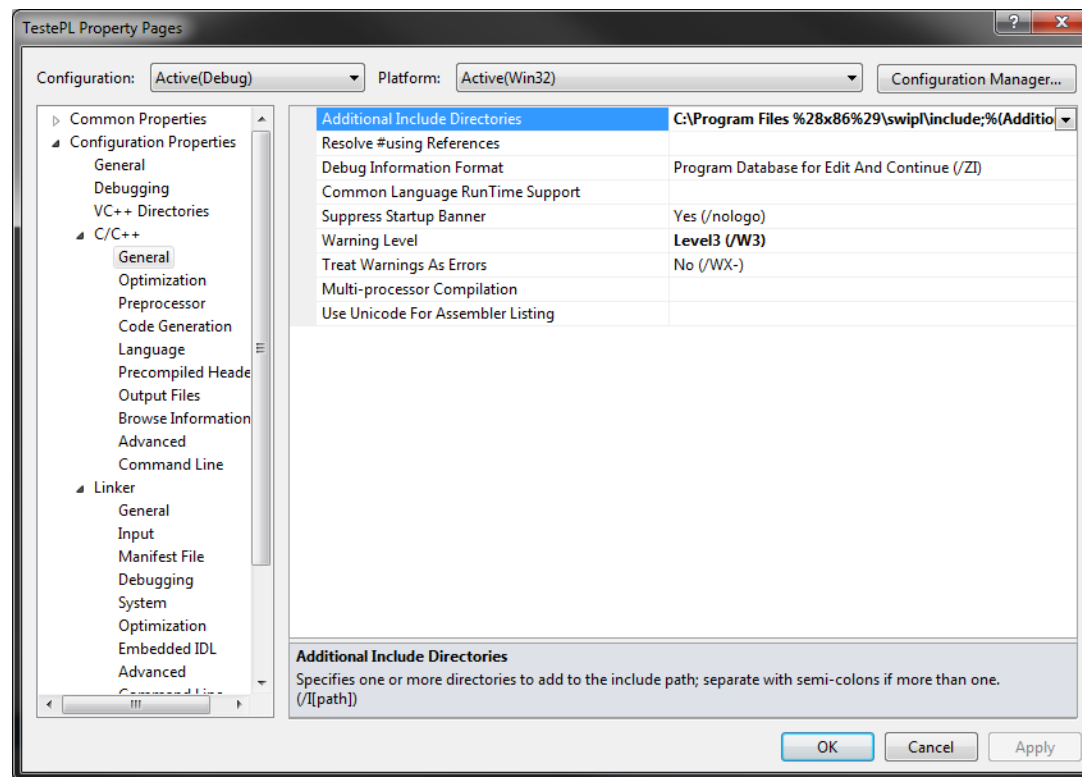 TestePL Property Pages
Configuration: Active(Debug) Platform: Active(Win32) Configuration Manager...
Common Properties
Configuration Properties
General
Debugging
VC++ Directories
C/C++
General
Optimization
Preprocessor
Code Generation
Language
Precompiled Heade
Output Files
Browse Information
Advanced
Command Line
Linker
General
Input
Manifest File
Debugging
System
Optimization
Embedded IDL
Advanced
Command Line
Additional Include Directories C:\Program Files %28x86%29\swipl\include;%(Additio
Resolve #using References
Debug Information Format Program Database for Edit And Continue (/ZI)
Common Language RunTime Support
Suppress Startup Banner Yes (/nologo)
Warning Level Level3 (/W3)
Treat Warnings As Errors No (/WX-)
Multi-processor Compilation
Use Unicode For Assembler Listing
Additional Include Directories
Specifies one or more directories to add to the include path; separate with semi-colons if more than one.
(/I[path])
OK Cancel Apply